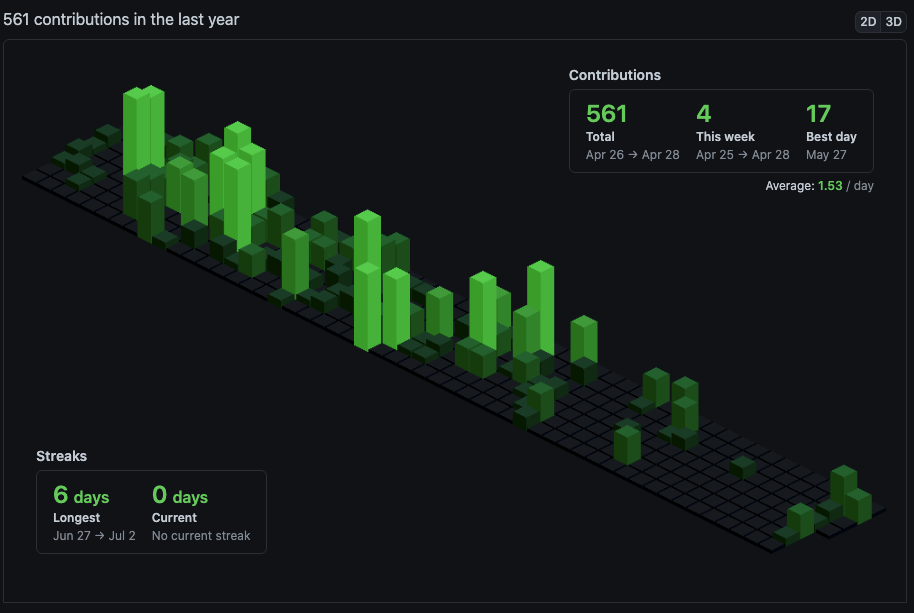 561 contributions in the last year
2D 3D
Contributions
561 4 17
Total This week Best day
Apr 26 → Apr 28 Apr 25 → Apr 28 May 27
Average: 1.53 / day
Streaks
6 days 0 days
Longest Current
Jun 27 → Jul 2 No current streak